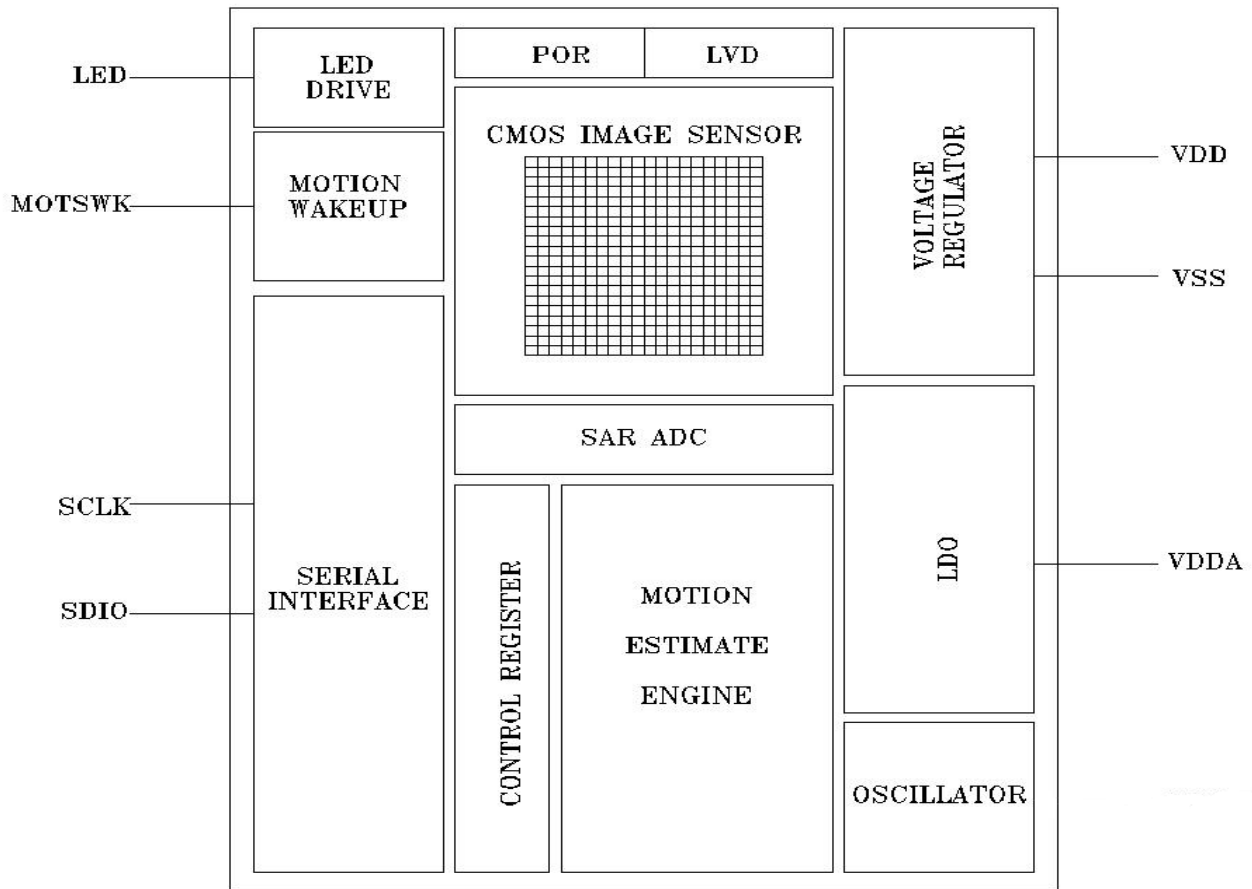 LED
MOTSWK
SCLK
SDIO
LED
DRIVE
MOTION
WAKEUP
SERIAL
INTERFACE
POR
LVD
CMOS IMAGE SENSOR
SAR ADC
CONTROL REGISTER
MOTION
ESTIMATE
ENGINE
VOLTAGE
REGULATOR
LDO
OSCILLATOR
VDD
VSS
VDDA